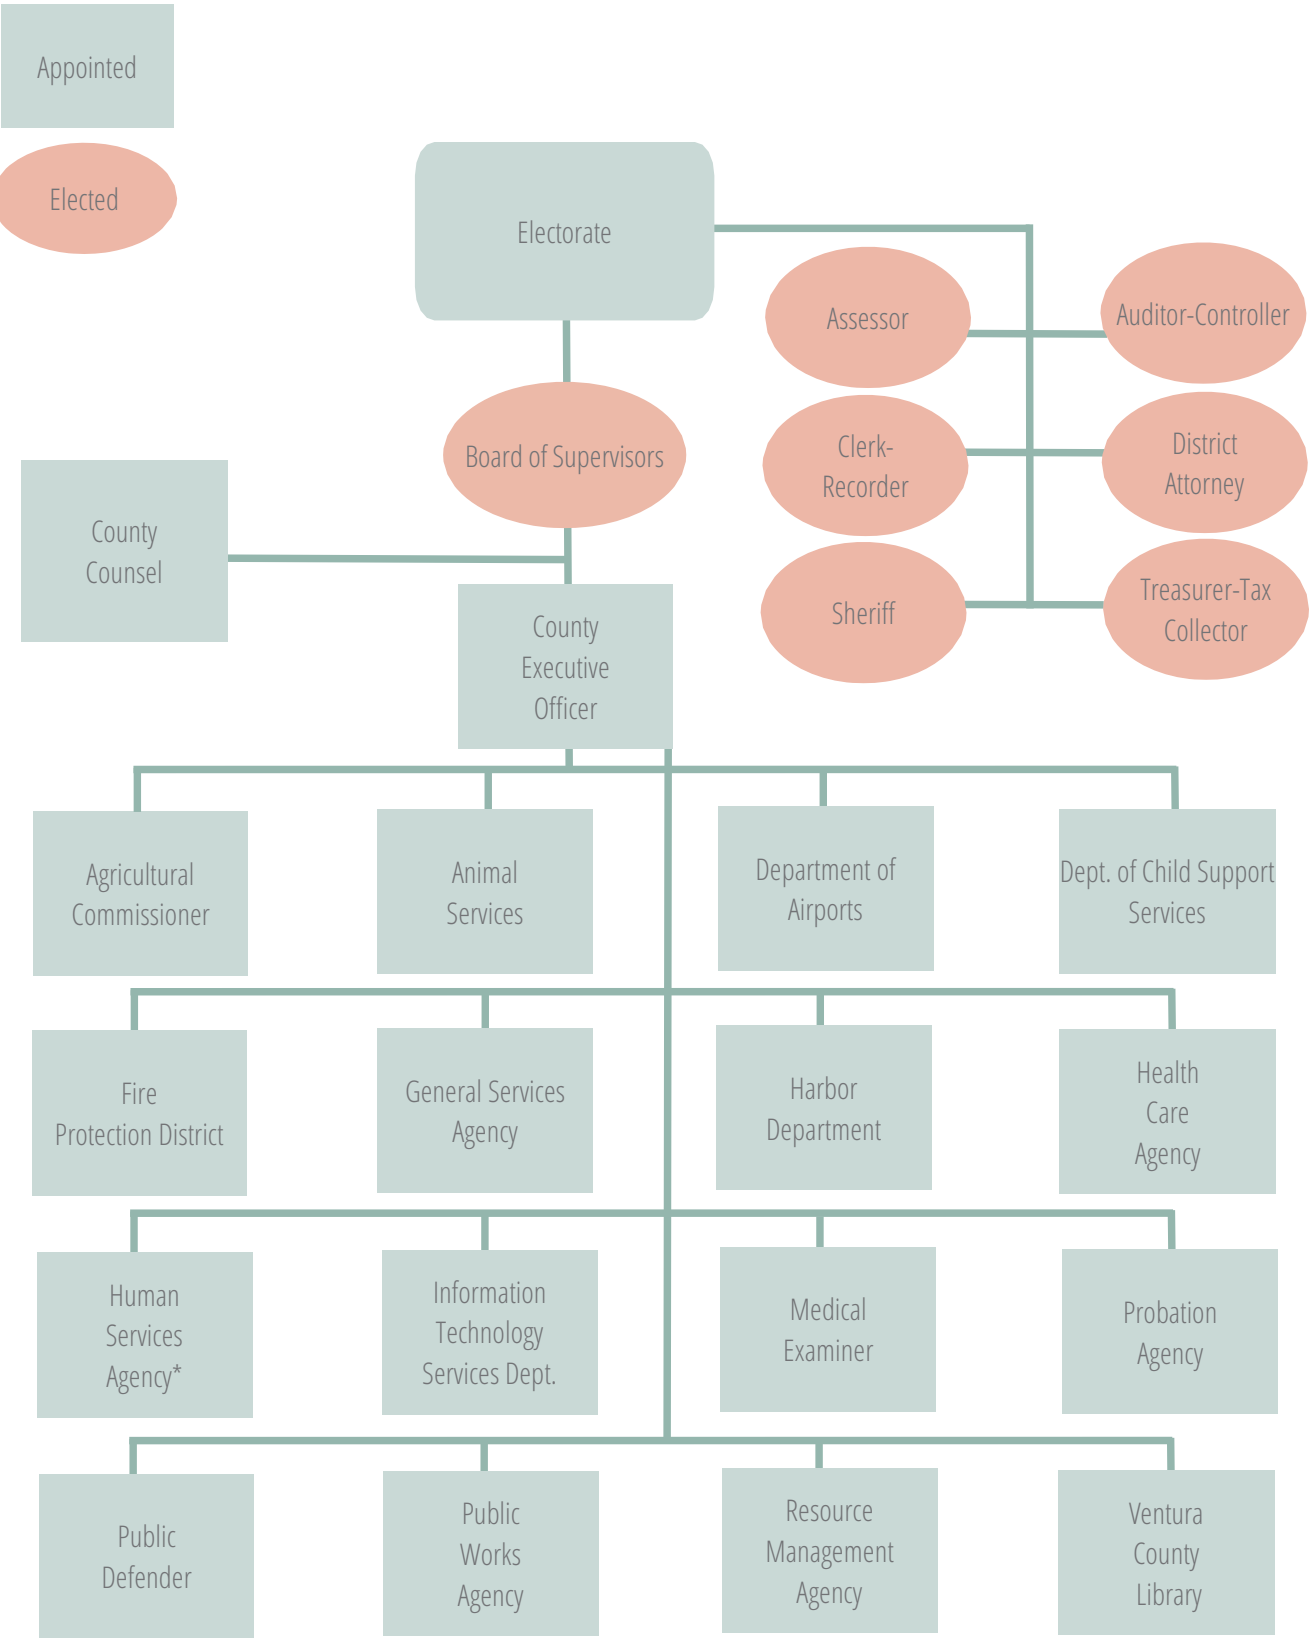 Appointed
Elected
Electorate
Assessor
Auditor-Controller
Board of Supervisors
Clerk-
Recorder
District
Attorney
County
Counsel
Sheriff
Treasurer-Tax
Collector
County
Executive
Officer
Agricultural
Commissioner
Animal
Services
Department of
Airports
Dept. of Child Support
Services
Fire
Protection District
General Services
Agency
Harbor
Department
Health
Care
Agency
Human
Services
Agency*
Information
Technology
Services Dept.
Medical
Examiner
Probation
Agency
Public
Defender
Public
Works
Agency
Resource
Management
Agency
Ventura
County
Library